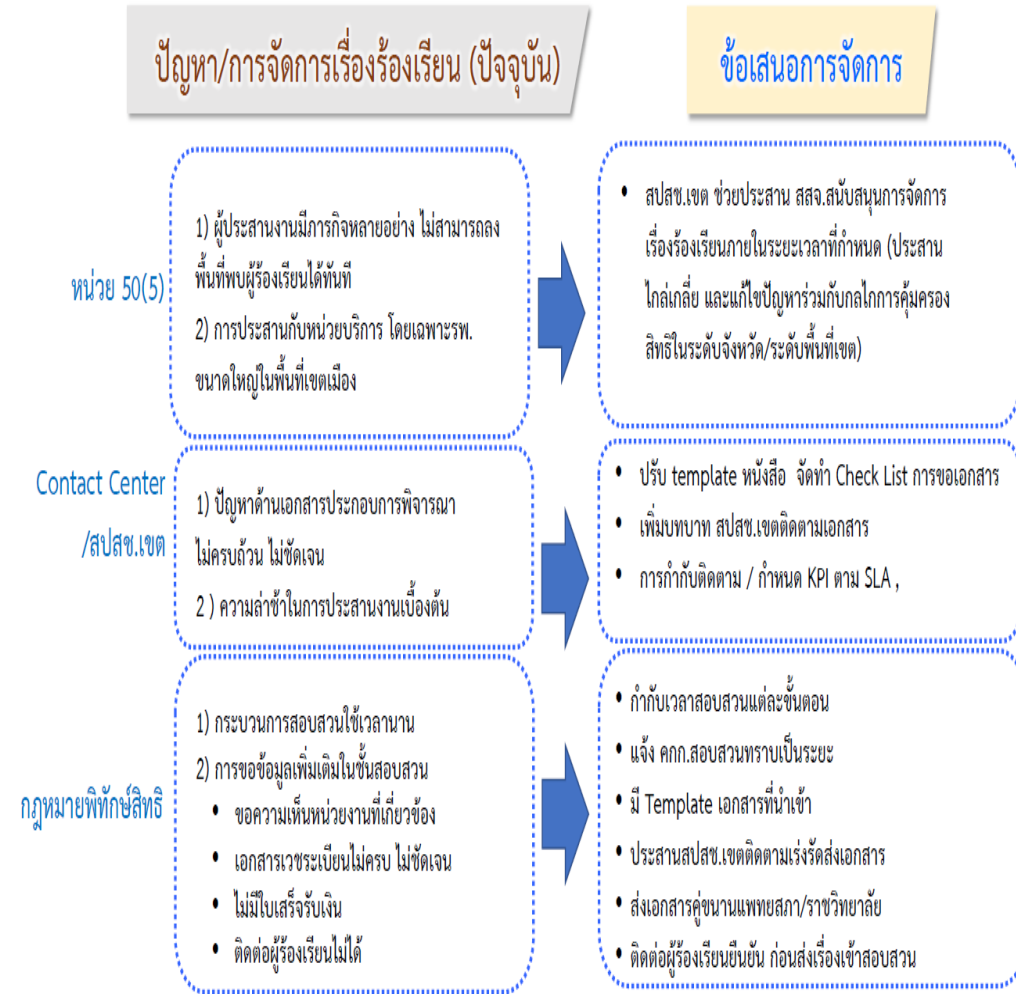 ปัญหา/การจัดการเรื่องร้องเรียน (ปัจจุบัน)
ข้อเสนอการจัดการ
หน่วย 50(5)
1) ผู้ประสานงานมีภารกิจหลายอย่าง ไม่สามารถลง
พื้นที่พบผู้ร้องเรียนได้ทันที
2) การประสานกับหน่วยบริการ โดยเฉพาะรพ.
ขนาดใหญ่ในพื้นที่เขตเมือง
• สปสช.เขต ช่วยประสาน สสจ.สนับสนุนการจัดการ
เรื่องร้องเรียนภายในระยะเวลาที่กำหนด (ประสาน
ไกล่เกลี่ย และแก้ไขปัญหาร่วมกับกลไกการคุ้มครอง
สิทธิในระดับจังหวัด/ระดับพื้นที่เขต)
Contact Center
/สปสช.เขต
1) ปัญหาด้านเอกสารประกอบการพิจารณา
ไม่ครบถ้วน ไม่ชัดเจน
2 ) ความล่าช้าในการประสานงานเบื้องต้น
• ปรับ template หนังสือ จัดทำ Check List การขอเอกสาร
• เพิ่มบทบาท สปสช.เขตติดตามเอกสาร
• การกำกับติดตาม / กำหนด KPI ตาม SLA ,
กฎหมายพิทักษ์สิทธิ
1) กระบวนการสอบสวนใช้เวลานาน
2) การขอข้อมูลเพิ่มเติมในชั้นสอบสวน
• ขอความเห็นหน่วยงานที่เกี่ยวข้อง
• เอกสารเวชระเบียนไม่ครบ ไม่ชัดเจน
• ไม่มีใบเสร็จรับเงิน
• ติดต่อผู้ร้องเรียนไม่ได้
• กำกับเวลาสอบสวนแต่ละขั้นตอน
• แจ้ง คกก.สอบสวนทราบเป็นระยะ
• มี Template เอกสารที่นำเข้า
• ประสานสปสช.เขตติดตามเร่งรัดส่งเอกสาร
• ส่งเอกสารคู่ขนานแพทยสภา/ราชวิทยาลัย
• ติดต่อผู้ร้องเรียนยืนยัน ก่อนส่งเรื่องเข้าสอบสวน